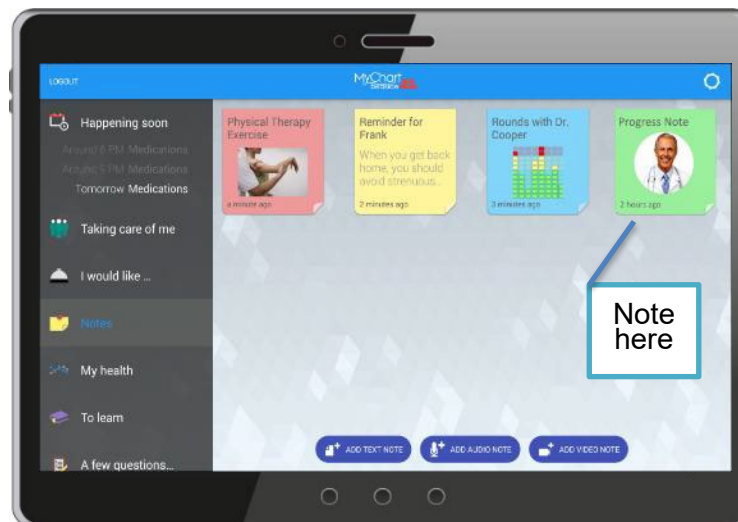 LOGOUT
MyChart
Bedside
Happening soon
Around 6 PM Medications
Around 9 PM Medications
Tomorrow Medications
Taking care of me
I would like ...
Notes
My health
To learn
A few questions...
Physical Therapy
Exercise
a minute ago
Reminder for
Frank
When you get back
home, you should
avoid strenuous...
2 minutes ago
Rounds with Dr.
Cooper
3 minutes ago
Progress Note
2 hours ago
Note
here
ADD TEXT NOTE
ADD AUDIO NOTE
ADD VIDEO NOTE